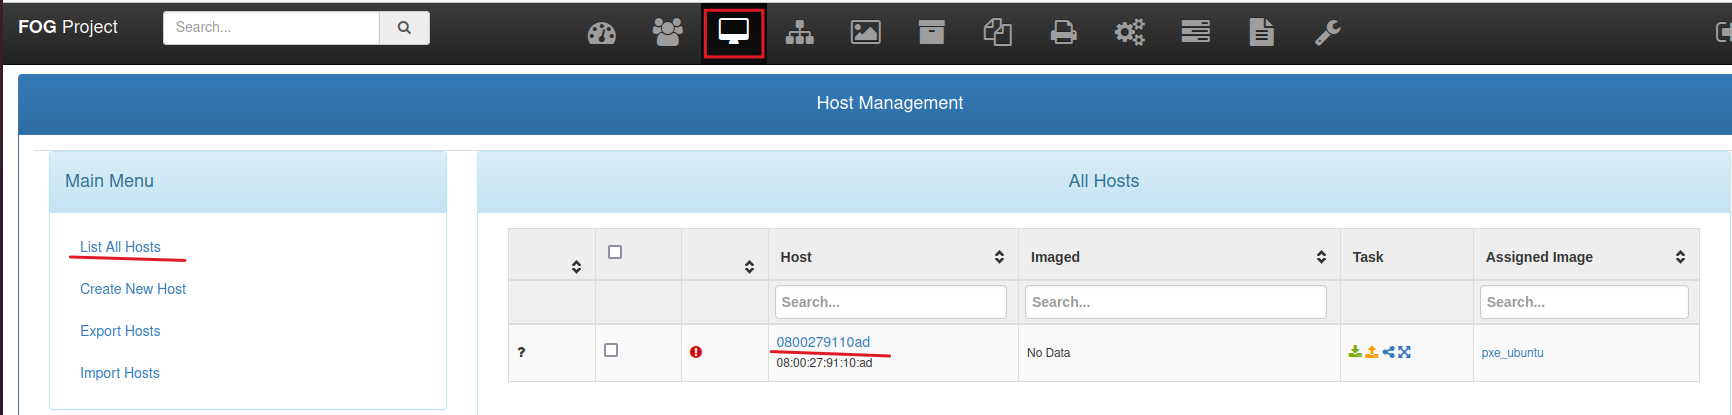 FOG Project
Search...
Host Management
Main Menu
List All Hosts
Create New Host
Export Hosts
Import Hosts
All Hosts
Host Imaged Task Assigned Image
Search... Search... Search...
? 0800279110ad No Data pxe_ubuntu
08:00:27:91:10:ad